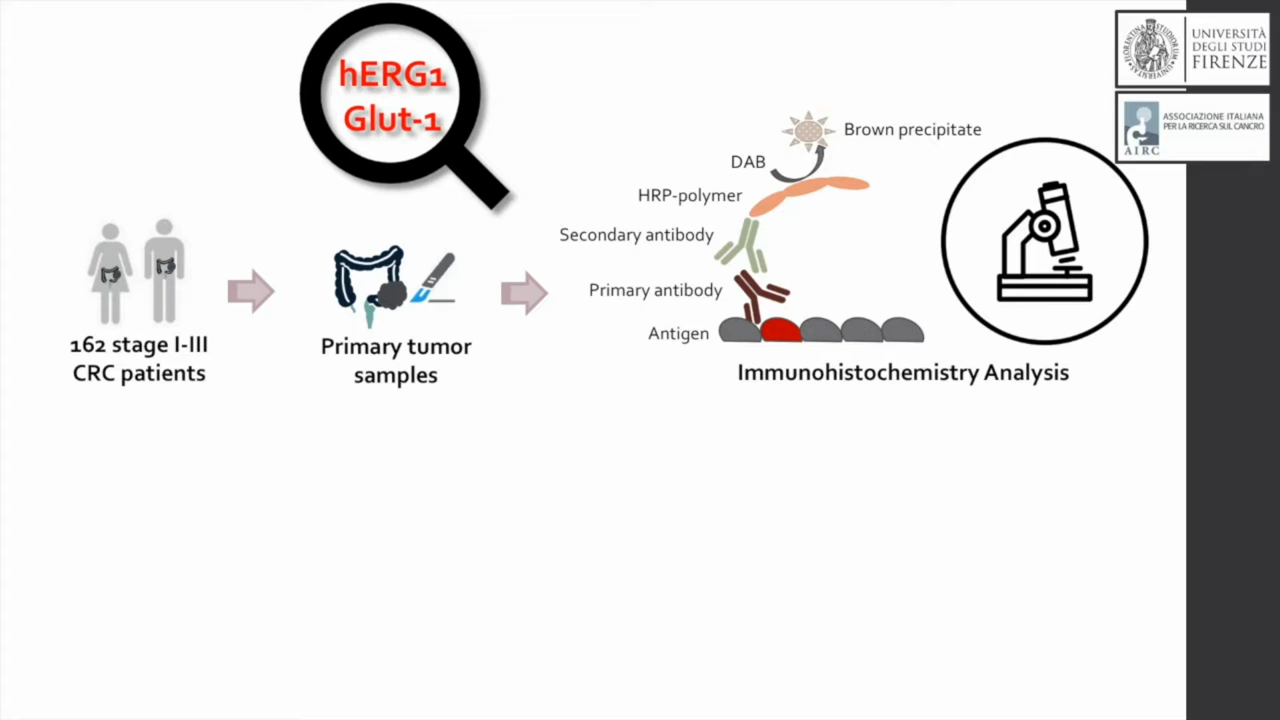 hERG1
Glut-1
UNIVERSITÀ
DEGLI STUDI
FIRENZE
ASSOCIAZIONE ITALIANA
PER LA RICERCA SUL CANCRO
AIRC
Brown precipitate
DAB
HRP-polymer
Secondary antibody
Primary antibody
Antigen
162 stage I-III
CRC patients
Primary tumor
samples
Immunohistochemistry Analysis